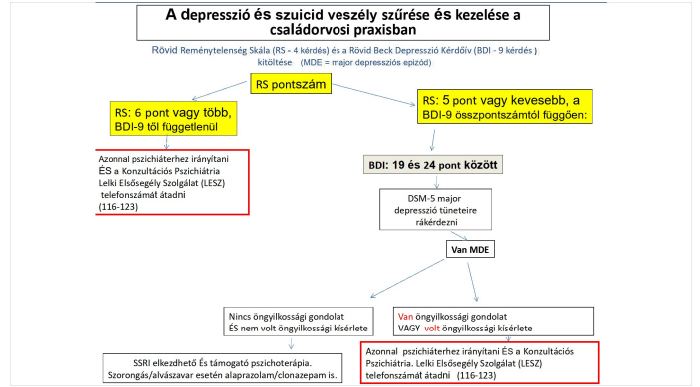 A depresszió és szuicid veszély szűrése és kezelése a
családorvosi praxisban
Rövid Reménytelenség Skála (RS - 4 kérdés) és a Rövid Beck Depresszió Kérdőív (BDI - 9 kérdés )
kitöltése (MDE = major depressziós epizód)
RS pontszám
RS: 6 pont vagy több,
BDI-9 től függetlenül
RS: 5 pont vagy kevesebb, a
BDI-9 összpontszámtól függően:
Azonnal pszichiáterhez irányítani
ÉS a Konzultációs Pszichiátria
Lelki Elsősegély Szolgálat (LESZ)
telefonszámát átadni
(116-123)
BDI: 19 és 24 pont között
DSM-5 major
depresszió tüneteire
rákérdezni
Van MDE
Nincs öngyilkossági gondolat
ÉS nem volt öngyilkossági kísérlete
Van öngyilkossági gondolat
VAGY volt öngyilkossági kísérlete
SSRI elkezdhető És támogató pszichoterápia.
Szorongás/alvászavar esetén alaprazolam/clonazepam is.
Azonnal pszichiáterhez irányítani ÉS a Konzultációs
Pszichiátria. Lelki Elsősegély Szolgálat (LESZ)
telefonszámát átadni (116-123)